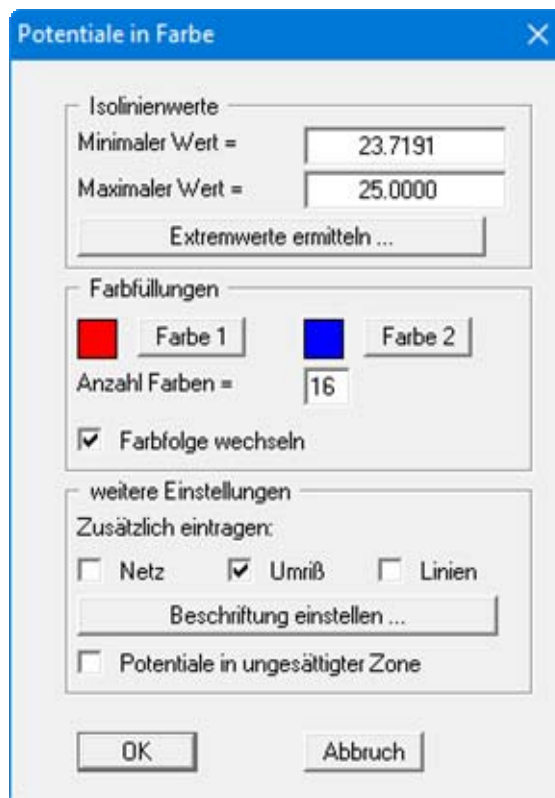 Potentiale in Farbe
Isolinienwerte
Minimaler Wert = 23.7191
Maximaler Wert = 25.0000
Extremwerte ermitteln ...
Farbfüllungen
Farbe 1 Farbe 2
Anzahl Farben = 16
Farbfolge wechseln
weitere Einstellungen
Zusätzlich eintragen:
Netz Umriß Linien
Beschriftung einstellen ...
Potentiale in ungesättigter Zone
OK Abbruch